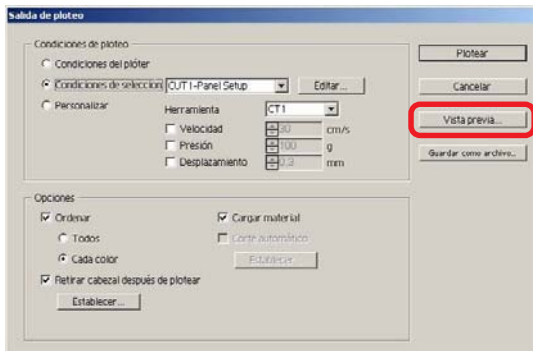 Salida de ploteo
Condiciones de ploteo
Condiciones del plóter
Condiciones de selección CUT1-Panel Setup Editar...
Personalizar Herramienta CT1
Velocidad 30 cm/s
Presión 100 g
Desplazamiento 0,3 mm
Plotear
Cancelar
Vista previa...
Guardar como archivo...
Opciones
Ordenar Cargar material
Todos Corte automático
Cada color Establecer...
Retirar cabezal después de plotear
Establecer...